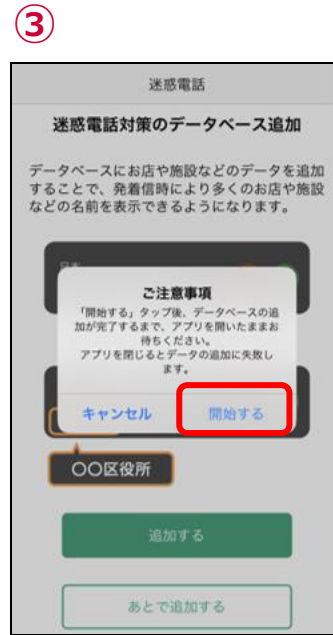 ③
迷惑電話
迷惑電話対策のデータベース追加
データベースにお店や施設などのデータを追加
することで、発着信時により多くのお店や施設
などの名前を表示できるようになります。
ご注意事項
「開始する」タップ後、データベースの追
加が完了するまで、アプリを開いたままお
待ちください。
アプリを閉じるとデータの追加に失敗し
ます。
キャンセル 開始する
〇〇区役所
追加する
あとで追加する